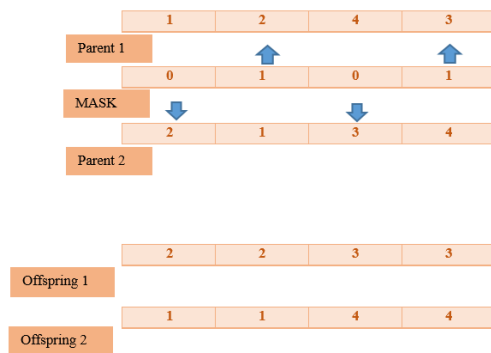 1 2 4 3
Parent 1
0 1 0 1
MASK
2 1 3 4
Parent 2
2 2 3 3
Offspring 1
1 1 4 4
Offspring 2